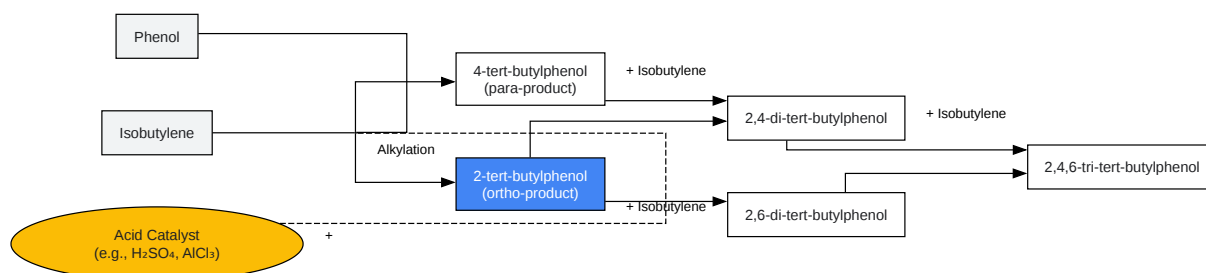 Phenol
Isobutylene
Alkylation
4-tert-butylphenol
(para-product)
+ Isobutylene
2-tert-butylphenol
(ortho-product)
+ Isobutylene
2,4-di-tert-butylphenol
+ Isobutylene
2,6-di-tert-butylphenol
2,4,6-tri-tert-butylphenol
Acid Catalyst
(e.g., H₂SO₄, AlCl₃)
+